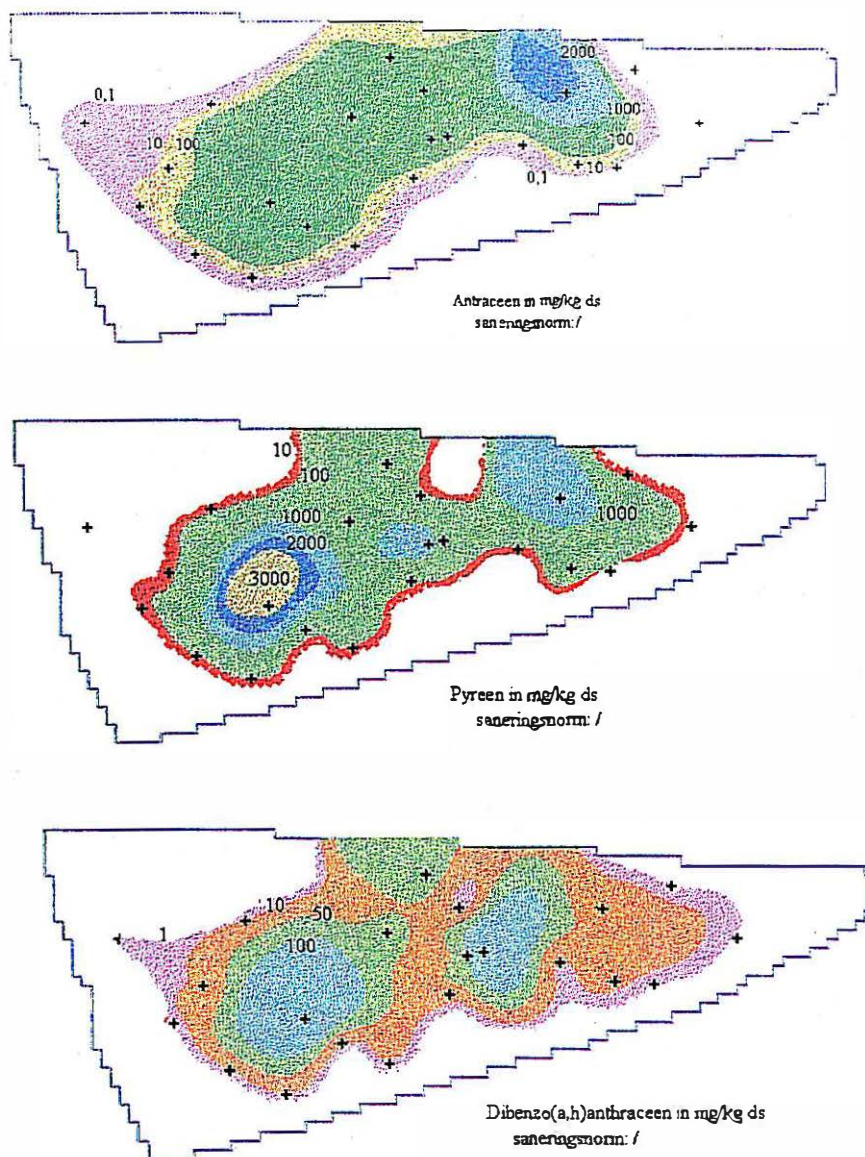 2000
0,1
1000
10 100
100
0,1
10
Antraceen in mg/kg ds
saneringsnorm: /
10
100
1000
1000
2000
3000
Pyreen in mg/kg ds
saneringsnorm: /
10
50
1
100
Dibenzo(a,h)anthraceen in mg/kg ds
saneringsnorm: /